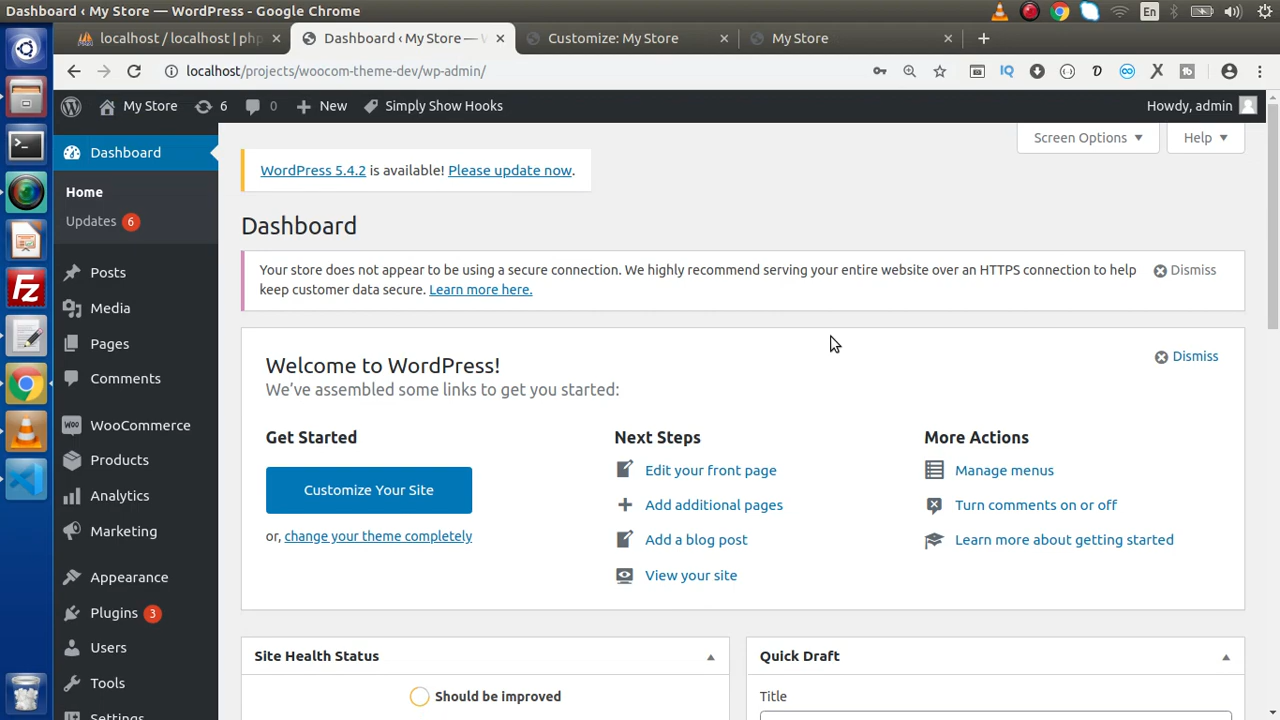 Dashboard ‹ My Store — WordPress - Google Chrome
En
localhost / localhost | php
Dashboard ‹ My Store — W
Customize: My Store
My Store
localhost/projects/woocom-theme-dev/wp-admin/
My Store
6
0
New
Simply Show Hooks
Howdy, admin
Dashboard
Home
Updates 6
Posts
Media
Pages
Comments
WooCommerce
Products
Analytics
Marketing
Appearance
Plugins 3
Users
Tools
Settings
Screen Options
Help
WordPress 5.4.2 is available! Please update now.
Dashboard
Your store does not appear to be using a secure connection. We highly recommend serving your entire website over an HTTPS connection to help
keep customer data secure. Learn more here.
Dismiss
Welcome to WordPress!
We've assembled some links to get you started:
Dismiss
Get Started
Customize Your Site
or, change your theme completely
Next Steps
Edit your front page
Add additional pages
Add a blog post
View your site
More Actions
Manage menus
Turn comments on or off
Learn more about getting started
Site Health Status
Should be improved
Quick Draft
Title